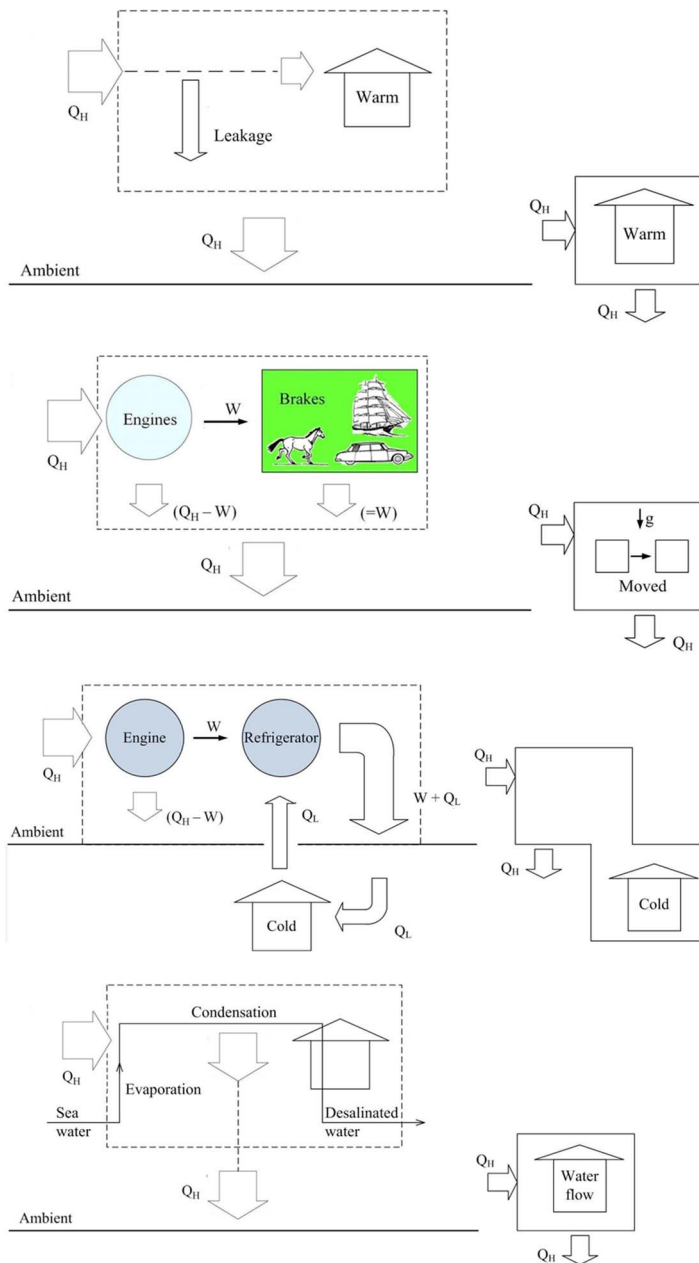 Q_H
Warm
Leakage
Q_H
Ambient
Q_H
Warm
Q_H
Engines
W
Brakes
Q_H
(Q_H – W)
(=W)
Q_H
Ambient
Q_H
g
Moved
Q_H
Engine
W
Refrigerator
Q_H
(Q_H – W)
Q_L
W + Q_L
Ambient
Cold
Q_L
Q_H
Q_H
Cold
Condensation
Q_H
Evaporation
Sea
water
Desalinated
water
Q_H
Ambient
Q_H
Water
flow
Q_H